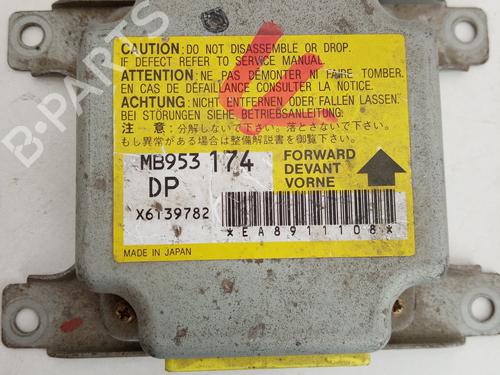 CAUTION: DO NOT DISASSEMBLE OR DROP.
IF DEFECT REFER TO SERVICE MANUAL.
ATTENTION: NE PAS DÉMONTER NI FAIRE TOMBER.
EN CAS DE DÉFAILLANCE CONSULTER LA NOTICE.
ACHTUNG: NICHT ENTFERNEN ODER FALLEN LASSEN.
BEI STÖRUNGEN SIEHE BETRIEBSANLEITUNG.
注 意:分解しないで下さい。落とさないで下さい。
もし異常がある場合は整備解説書を御覧下さい。
MB953 174
DP
X6T39782
FORWARD
DEVANT
VORNE
*EA8911108*
MADE IN JAPAN
B-PARTS